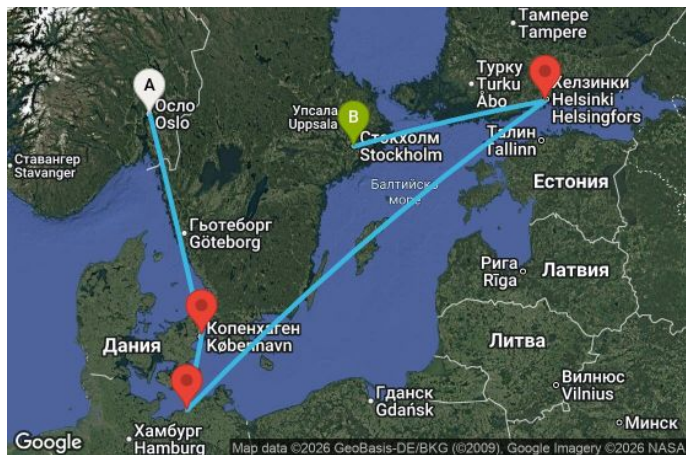 Тампере
Tampere
A
Осло
Oslo
Турку
Turku
Åbo
Хелзинки
Helsinki
Helsingfors
Упсала
Uppsala
B
Стокхолм
Stockholm
Талин
Tallinn
Ставангер
Stavanger
Балтийско
море
ЕСТОНИЯ
Гьотеборг
Göteborg
Рига
Rīga
ЛАТВИЯ
Дания
Копенхаген
København
Литва
Вилнюс
Vilnius
Гданск
Gdańsk
Минск
Хамбург
Hamburg
Google
Map data ©2026 GeoBasis-DE/BKG (©2009), Google Imagery ©2026 NASA